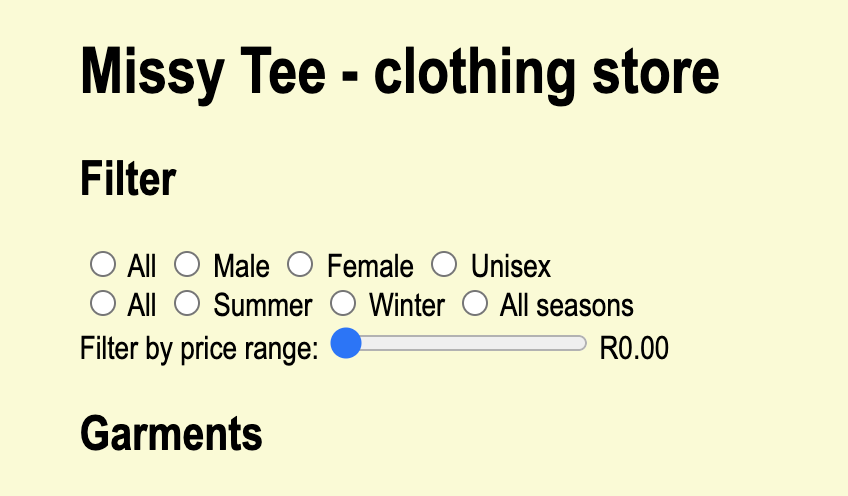 Missy Tee - clothing store
Filter
All Male Female Unisex
All Summer Winter All seasons
Filter by price range: R0.00
Garments